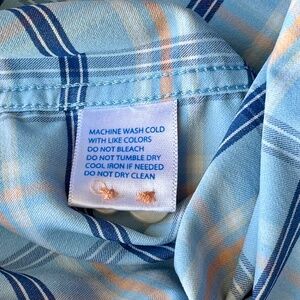 MACHINE WASH COLD
WITH LIKE COLORS
DO NOT BLEACH
DO NOT TUMBLE DRY
COOL IRON IF NEEDED
DO NOT DRY CLEAN